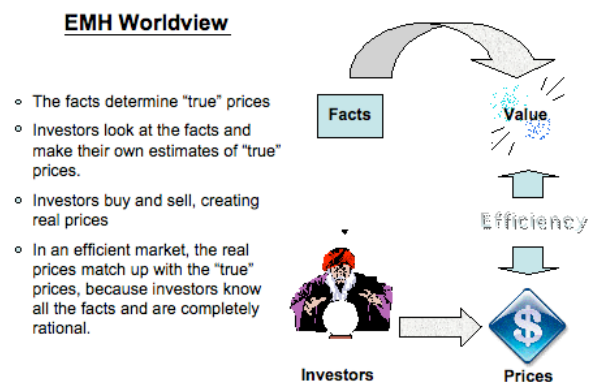 EMH Worldview
The facts determine “true” prices
Investors look at the facts and
make their own estimates of “true”
prices.
Investors buy and sell, creating
real prices
In an efficient market, the real
prices match up with the “true”
prices, because investors know
all the facts and are completely
rational.
Facts
Value
Efficiency
$
Investors
Prices